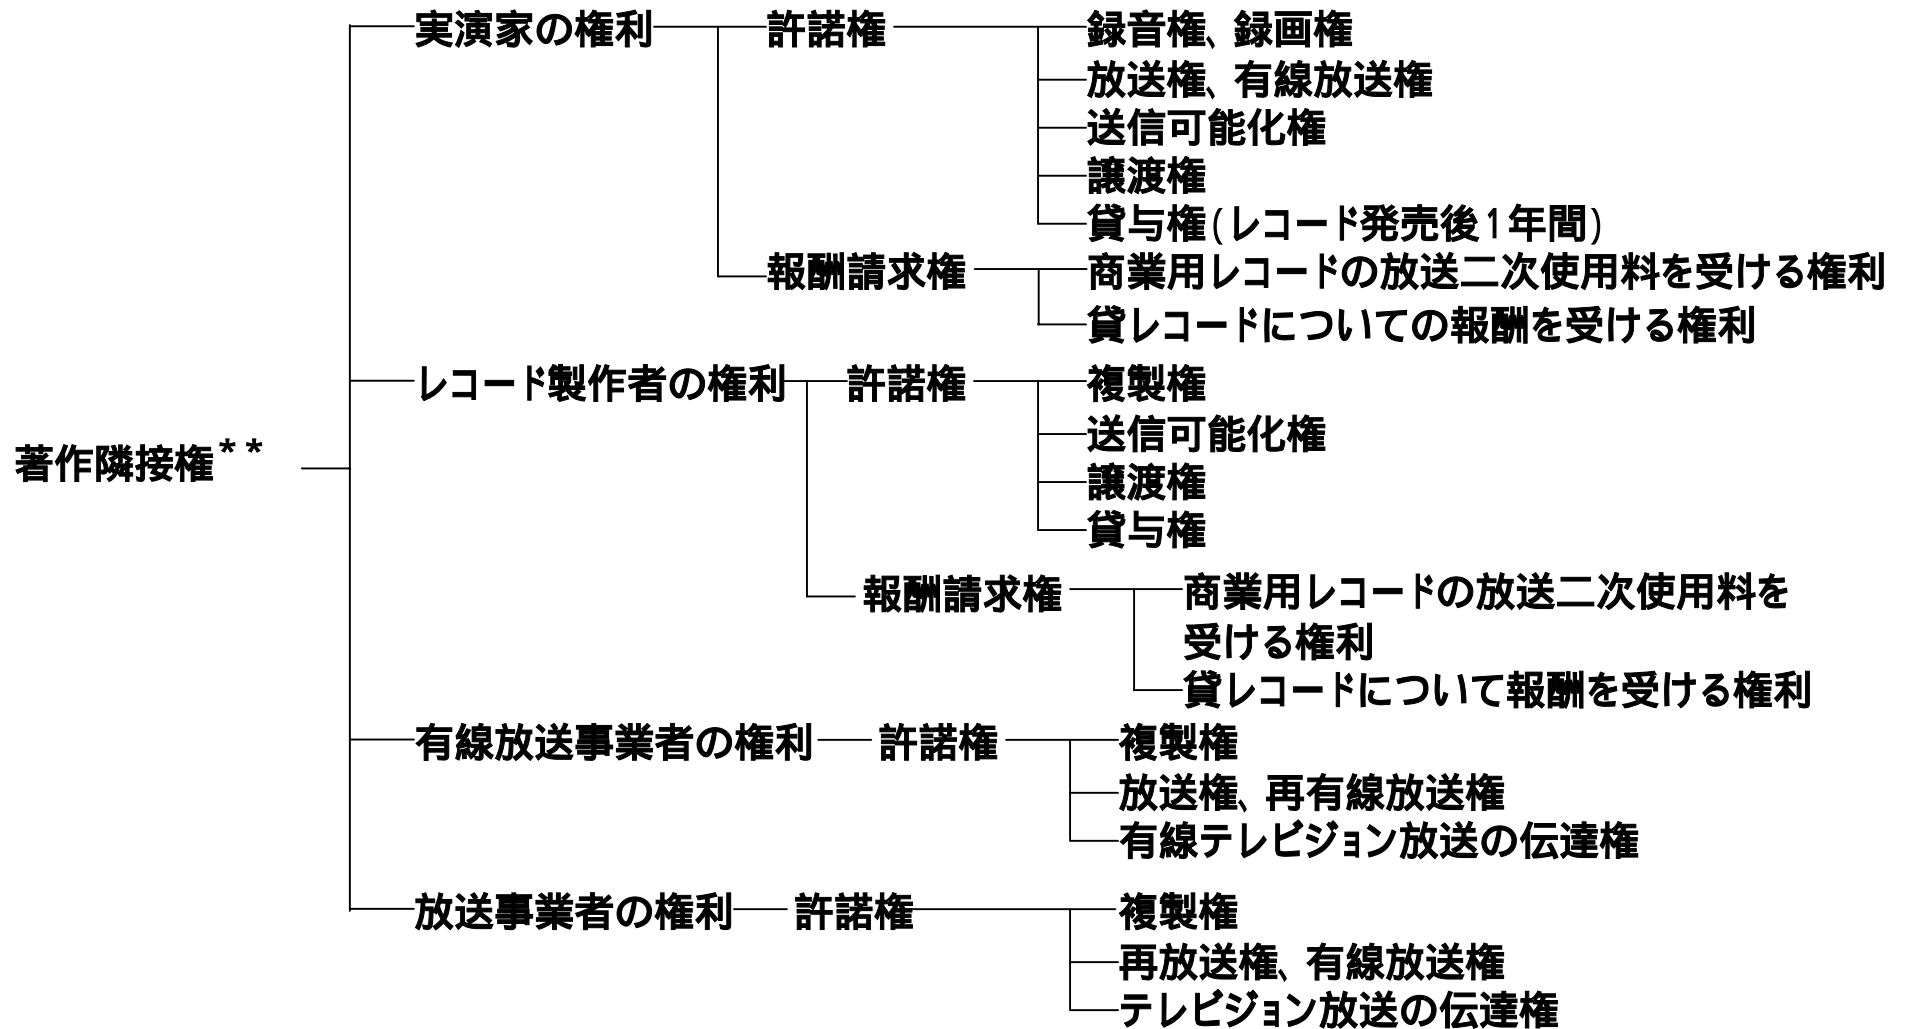 実演家の権利 許諾権 録音権、録画権
放送権、有線放送権
送信可能化権
譲渡権
貸与権(レコード発売後1年間)
報酬請求権 商業用レコードの放送二次使用料を受ける権利
貸レコードについての報酬を受ける権利
レコード製作者の権利 許諾権 複製権
送信可能化権
著作隣接権**
譲渡権
貸与権
報酬請求権 商業用レコードの放送二次使用料を
受ける権利
貸レコードについて報酬を受ける権利
有線放送事業者の権利 許諾権 複製権
放送権、再有線放送権
有線テレビジョン放送の伝達権
放送事業者の権利 許諾権 複製権
再放送権、有線放送権
テレビジョン放送の伝達権